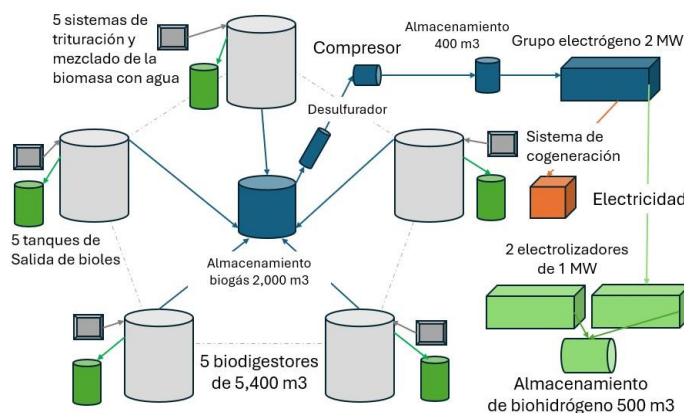 5 sistemas de
trituración y
mezclado de la
biomasa con agua
Compresor
Almacenamiento
400 m3
Grupo electrógeno 2 MW
Desulfurador
Sistema de
cogeneración
Electricidad
5 tanques de
Salida de bioles
Almacenamiento
biogás 2,000 m3
2 electrolizadores
de 1 MW
5 biodigestores
de 5,400 m3
Almacenamiento
de biohidrógeno 500 m3